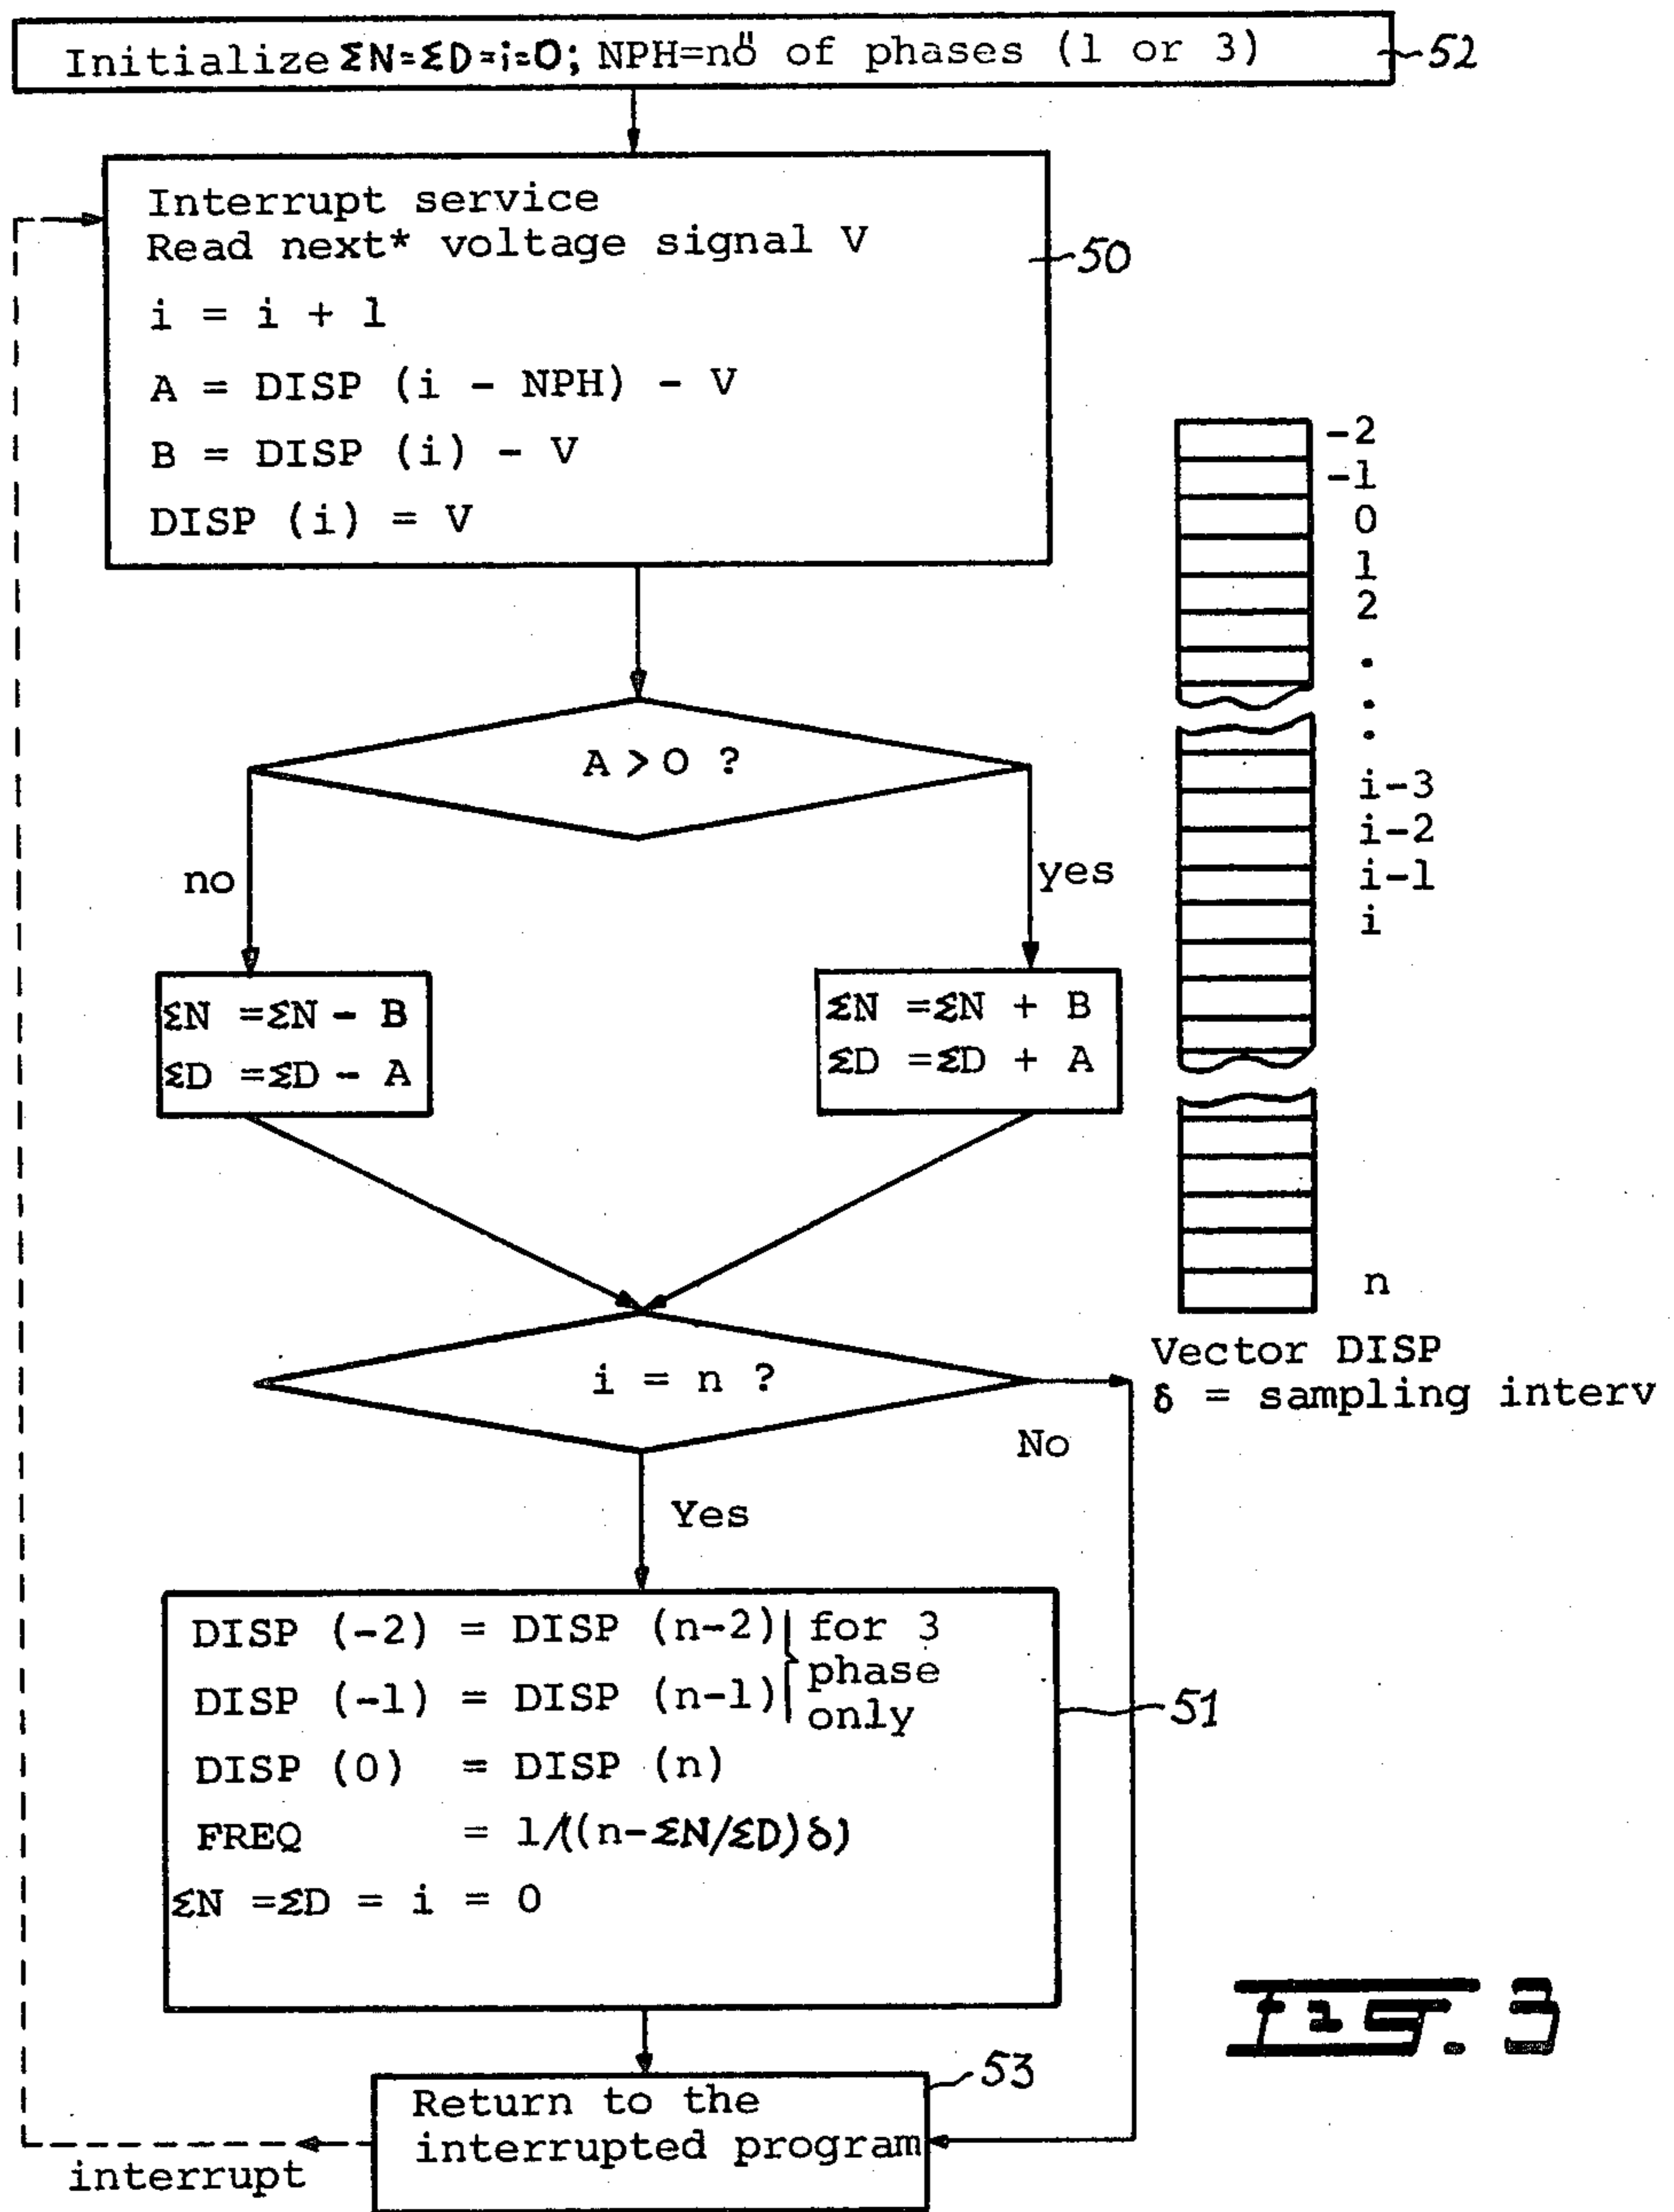 Initialize ΣN=ΣD=i=0; NPH=nö of phases (1 or 3)
52
Interrupt service
Read next* voltage signal V
i = i + 1
A = DISP (i - NPH) - V
B = DISP (i) - V
DISP (i) = V
50
A > 0 ?
no
yes
ΣN =ΣN - B
ΣD =ΣD - A
ΣN =ΣN + B
ΣD =ΣD + A
-2
-1
0
1
2
.
.
.
i-3
i-2
i-1
i
n
Vector DISP
δ = sampling interv
i = n ?
No
Yes
DISP (-2) = DISP (n-2) } for 3
DISP (-1) = DISP (n-1) } phase
only
DISP (0) = DISP (n)
FREQ = 1/((n-ΣN/ΣD)δ)
ΣN =ΣD = i = 0
51
Return to the
interrupted program
53
interrupt
Fig. 3